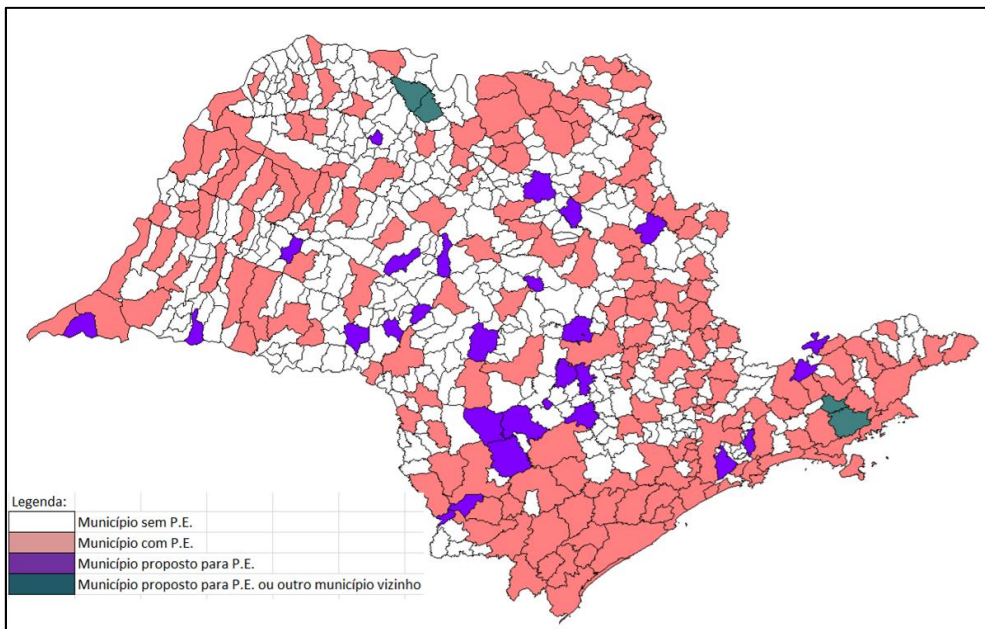 Legenda:
Município sem P.E.
Município com P.E.
Município proposto para P.E.
Município proposto para P.E. ou outro município vizinho